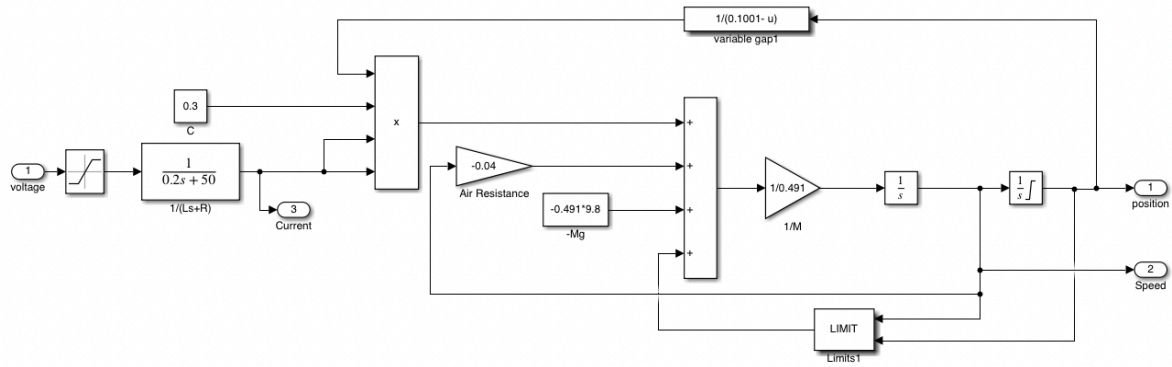 1/(0.1001- u)
variable gap1
0.3
C
x
1
voltage
1
0.2s + 50
1/(Ls+R)
3
Current
-0.04
Air Resistance
-0.491*9.8
-Mg
+
+
+
+
1/0.491
1/M
1
s
1
s
1
position
2
Speed
LIMIT
Limits1